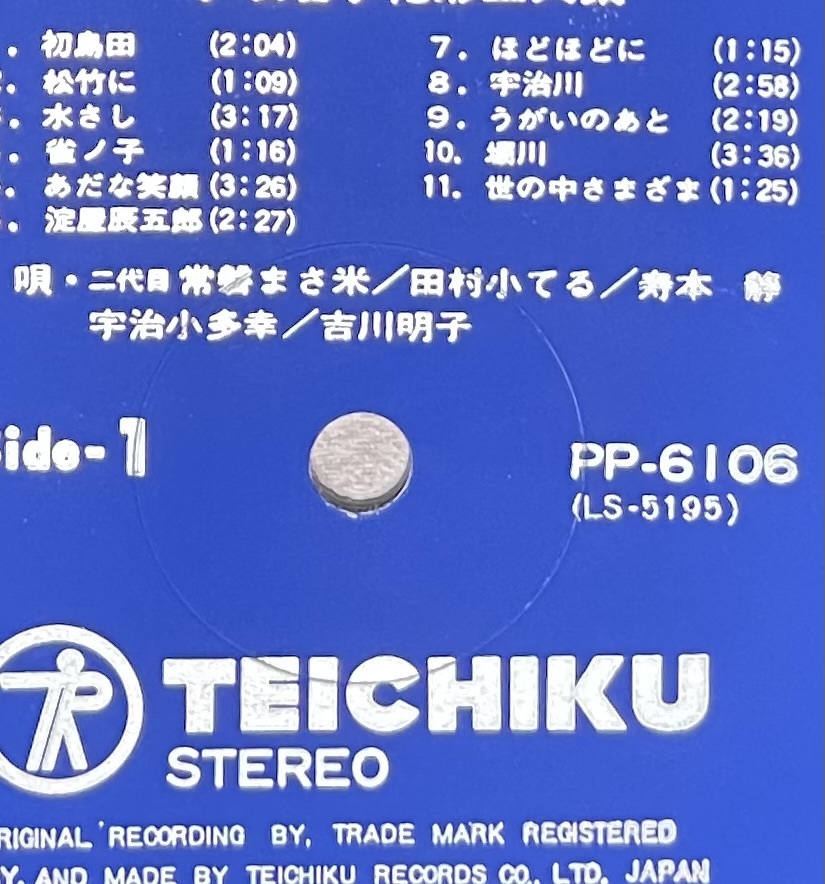 . 初島田 (2:04)
. 松竹に (1:09)
. 水さし (3:17)
. 雀ノ子 (1:16)
. あだな笑顔 (3:26)
. 淀屋辰五郎 (2:27)
7. ほどほどに (1:15)
8. 宇治川 (2:58)
9. うがいのあと (2:19)
10. 堀川 (3:36)
11. 世の中さまざま (1:25)
唄・二代目 常磐まさ米/田村小てる/寿本 靜
宇治小多幸/吉川明子
Side-1
PP-6106
(LS-5195)
TEICHIKU
STEREO
RIGINAL RECORDING BY, TRADE MARK REGISTERED
Y, AND MADE BY TEICHIKU RECORDS CO., LTD. JAPAN